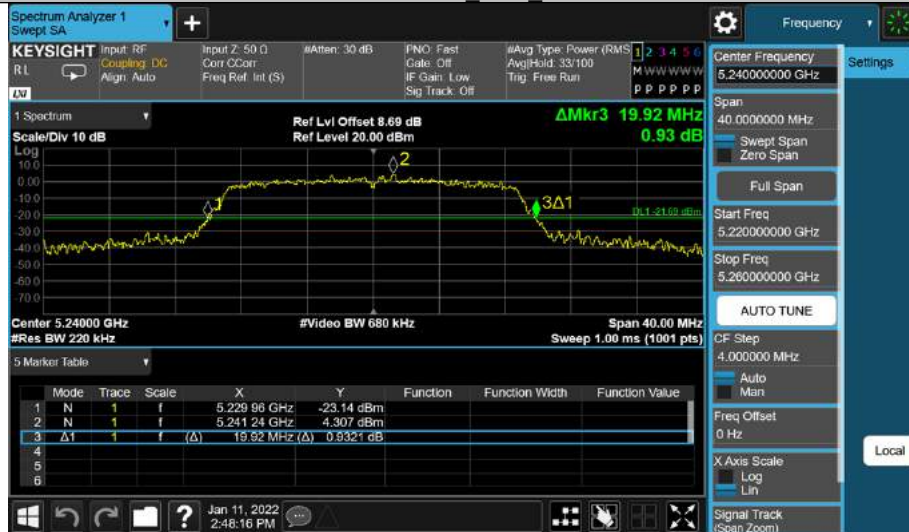 Spectrum Analyzer 1
Swept SA
Frequency
KEYSIGHT
RL
LXI
Input: RF
Coupling: DC
Align: Auto
Input Z: 50 Ω
Corr CCorr
Freq Ref: Int (S)
#Atten: 30 dB
PNO: Fast
Gate: Off
IF Gain: Low
Sig Track: Off
#Avg Type: Power (RMS
Avg|Hold: 33/100
Trig: Free Run
1 2 3 4 5 6
M W W W W W
P P P P P P
Center Frequency
5.240000000 GHz
Settings
1 Spectrum
Scale/Div 10 dB
Ref Lvl Offset 8.69 dB
Ref Level 20.00 dBm
ΔMkr3 19.92 MHz
0.93 dB
Span
40.0000000 MHz
Swept Span
Zero Span
Full Span
Log
10.0
0.00
-10.0
-20.0
-30.0
-40.0
-50.0
-60.0
-70.0
1
2
3Δ1
DL1 -21.69 dBm
Start Freq
5.220000000 GHz
Stop Freq
5.260000000 GHz
AUTO TUNE
Center 5.24000 GHz
#Res BW 220 kHz
#Video BW 680 kHz
Span 40.00 MHz
Sweep 1.00 ms (1001 pts)
CF Step
4.000000 MHz
Auto
Man
5 Marker Table
Mode Trace Scale X Y Function Function Width Function Value
1 N 1 f 5.229 96 GHz -23.14 dBm
2 N 1 f 5.241 24 GHz 4.307 dBm
3 Δ1 1 f (Δ) 19.92 MHz (Δ) 0.9321 dB
4
5
6
Freq Offset
0 Hz
X Axis Scale
Log
Lin
Local
Signal Track
(Span Zoom)
?
Jan 11, 2022
2:48:16 PM